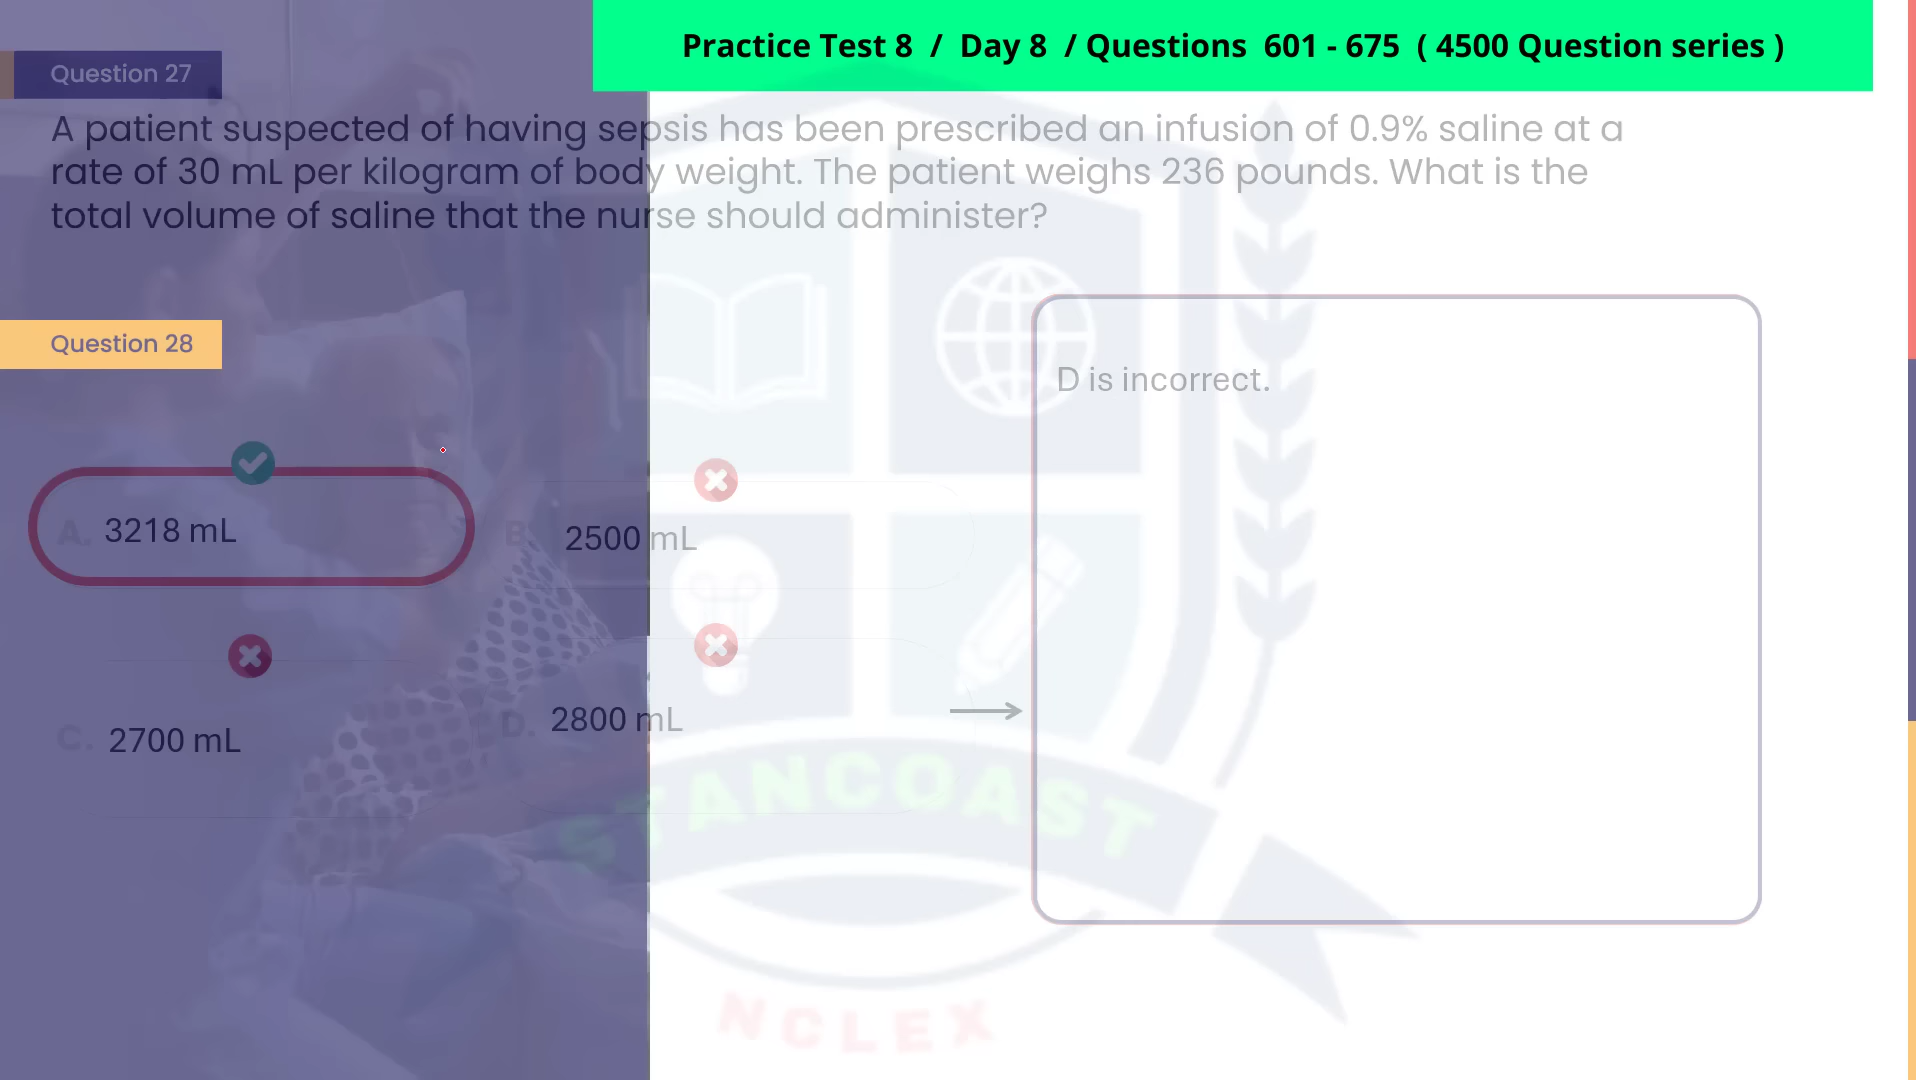 Practice Test 8 / Day 8 / Questions 601 - 675 ( 4500 Question series )
Question 27
A patient suspected of having sepsis has been prescribed an infusion of 0.9% saline at a
rate of 30 mL per kilogram of body weight. The patient weighs 236 pounds. What is the
total volume of saline that the nurse should administer?
Question 28
D is incorrect.
A. 3218 mL
B. 2500 mL
C. 2700 mL
D. 2800 mL
STANCOAST
NCLEX